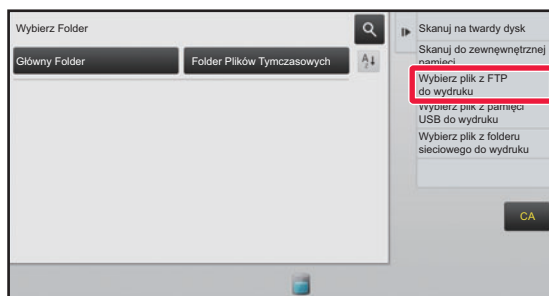 Wybierz Folder
Główny Folder
Folder Plików Tymczasowych
Skanuj na twardy dysk
Skanuj do zewnęwnętrznej
pamięci
Wybierz plik z FTP
do wydruku
Wybierz plik z pamięci
USB do wydruku
Wybierz plik z folderu
sieciowego do wydruku
CA